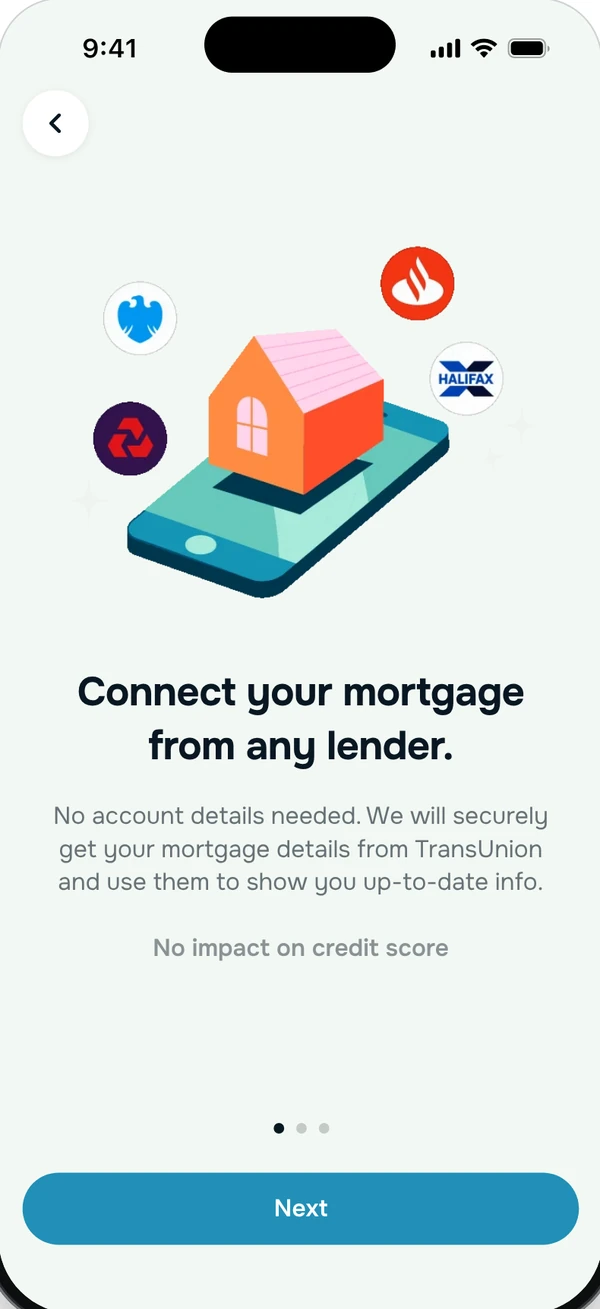 9:41
HALIFAX
Connect your mortgage
from any lender.
No account details needed. We will securely
get your mortgage details from TransUnion
and use them to show you up-to-date info.
No impact on credit score
Next